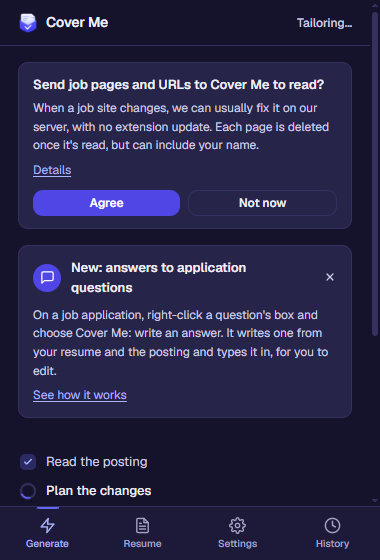 Cover Me
Tailoring...
Send job pages and URLs to Cover Me to read?
When a job site changes, we can usually fix it on our
server, with no extension update. Each page is deleted
once it's read, but can include your name.
Details
Agree
Not now
New: answers to application
questions
On a job application, right-click a question's box and
choose Cover Me: write an answer. It writes one from
your resume and the posting and types it in, for you to
edit.
See how it works
Read the posting
Plan the changes
Generate
Resume
Settings
History